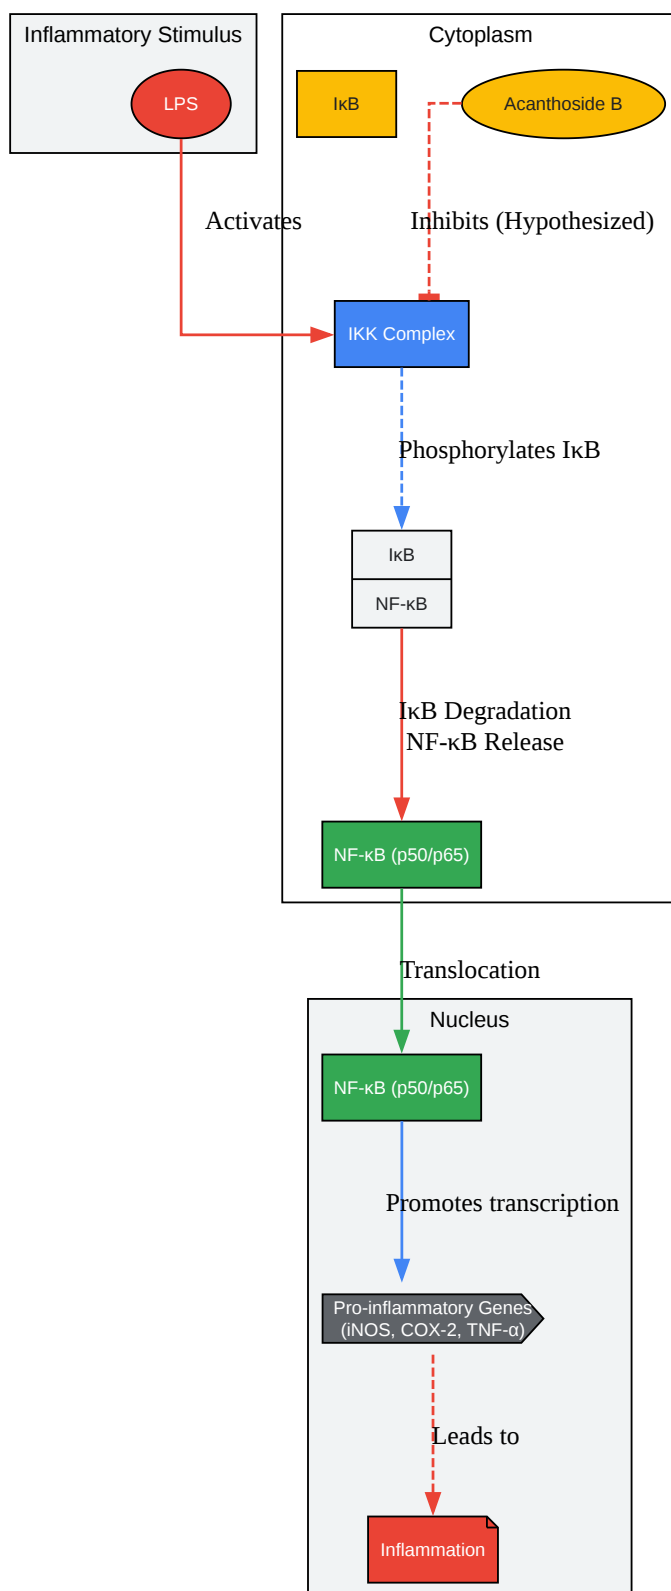 Inflammatory Stimulus
Cytoplasm
LPS
IκB
Acanthoside B
Activates
Inhibits (Hypothesized)
IKK Complex
Phosphorylates IκB
IκB
NF-κB
IκB Degradation
NF-κB Release
NF-κB (p50/p65)
Translocation
Nucleus
NF-κB (p50/p65)
Promotes transcription
Pro-inflammatory Genes
(iNOS, COX-2, TNF-α)
Leads to
Inflammation